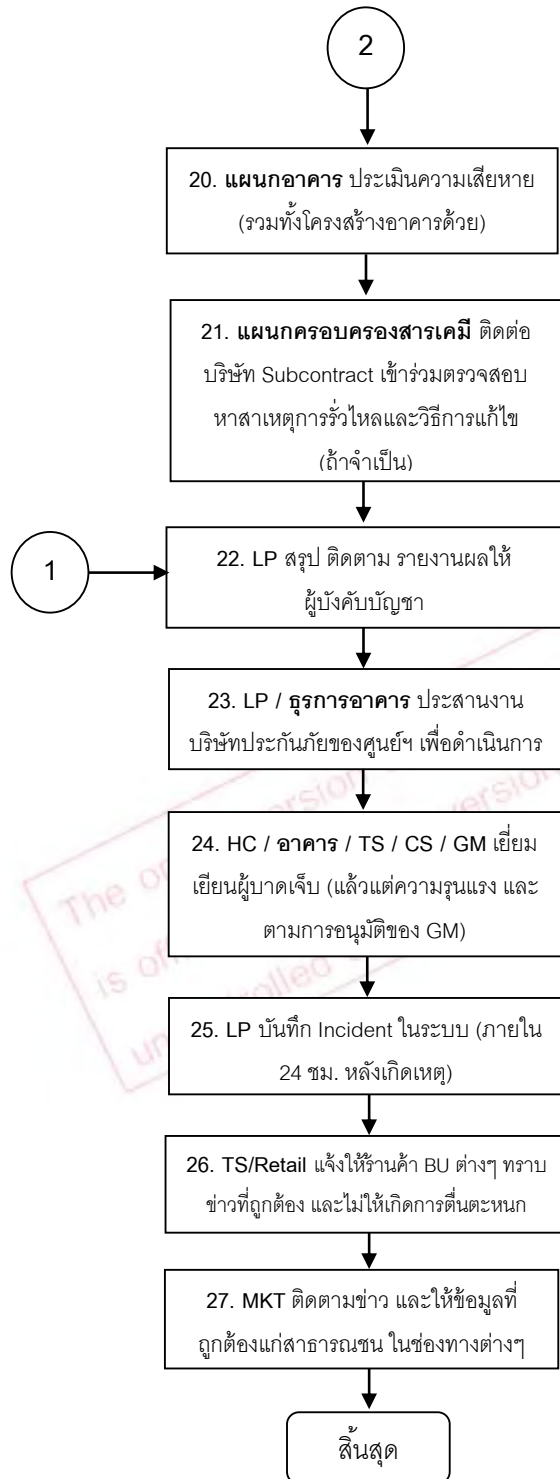 2
20. แผนกอาคาร ประเมินความเสียหาย
(รวมทั้งโครงสร้างอาคารด้วย)
21. แผนกครอบครองสารเคมี ติดต่อ
บริษัท Subcontract เข้าร่วมตรวจสอบ
หาสาเหตุการรั่วไหลและวิธีการแก้ไข
(ถ้าจำเป็น)
1
22. LP สรุป ติดตาม รายงานผลให้
ผู้บังคับบัญชา
23. LP / ธุรการอาคาร ประสานงาน
บริษัทประกันภัยของศูนย์ฯ เพื่อดำเนินการ
24. HC / อาคาร / TS / CS / GM เยี่ยม
เยียนผู้บาดเจ็บ (แล้วแต่ความรุนแรง และ
ตามการอนุมัติของ GM)
25. LP บันทึก Incident ในระบบ (ภายใน
24 ชม. หลังเกิดเหตุ)
26. TS/Retail แจ้งให้ร้านค้า BU ต่างๆ ทราบ
ข่าวที่ถูกต้อง และไม่ให้เกิดการตื่นตะหนก
27. MKT ติดตามข่าว และให้ข้อมูลที่
ถูกต้องแก่สาธารณชน ในช่องทางต่างๆ
สิ้นสุด